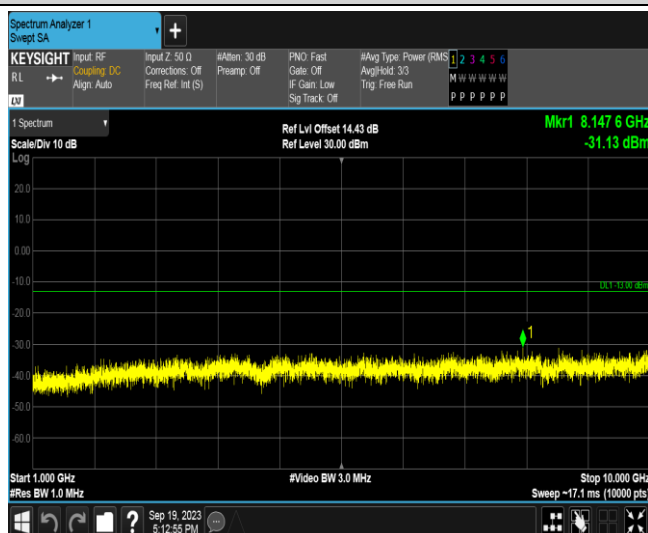 Spectrum Analyzer 1
Swept SA
+
KEYSIGHT
RL
Input: RF
Coupling: DC
Align: Auto
Input Z: 50 Ω
Corrections: Off
Freq Ref: Int (S)
#Atten: 30 dB
Preamp: Off
PNO: Fast
Gate: Off
IF Gain: Low
Sig Track: Off
#Avg Type: Power (RMS
Avg|Hold: 3/3
Trig: Free Run
1 2 3 4 5 6
M W W W W W
P P P P P P
LXI
1 Spectrum
Scale/Div 10 dB
Log
Ref Lvl Offset 14.43 dB
Ref Level 30.00 dBm
Mkr1 8.147 6 GHz
-31.13 dBm
20.0
10.0
0.00
-10.0
DL1 -13.00 dBm
1
-20.0
-30.0
-40.0
-50.0
-60.0
Start 1.000 GHz
#Res BW 1.0 MHz
#Video BW 3.0 MHz
Stop 10.000 GHz
Sweep ~17.1 ms (10000 pts)
?
Sep 19, 2023
5:12:55 PM